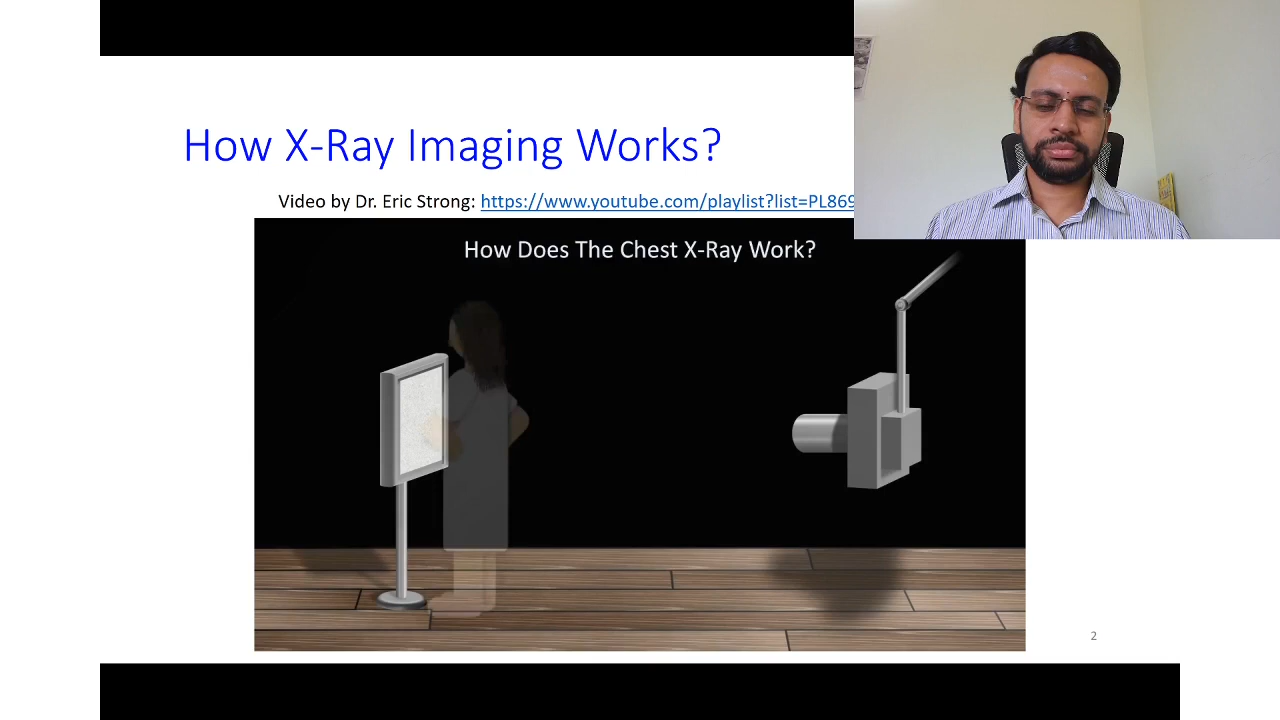 How X-Ray Imaging Works?
Video by Dr. Eric Strong: https://www.youtube.com/playlist?list=PL869
How Does The Chest X-Ray Work?
2